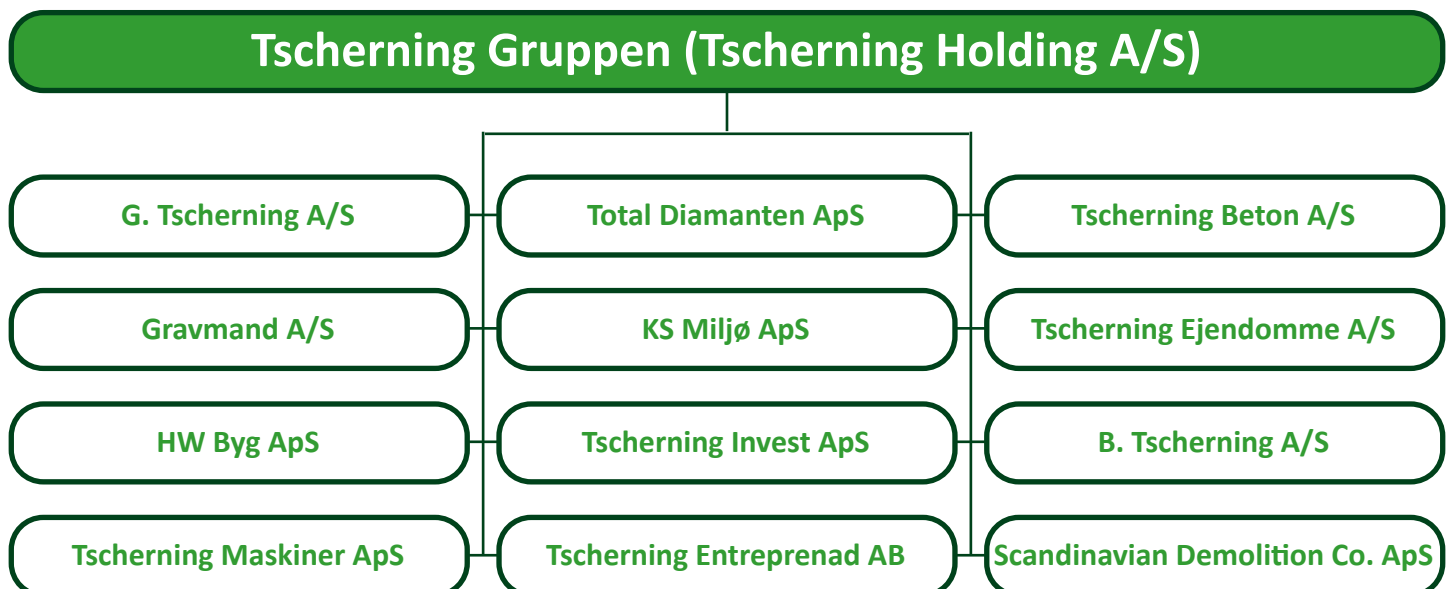 Tscherning Gruppen (Tscherning Holding A/S)
G. Tscherning A/S
Total Diamanten ApS
Tscherning Beton A/S
Gravmand A/S
KS Miljø ApS
Tscherning Ejendomme A/S
HW Byg ApS
Tscherning Invest ApS
B. Tscherning A/S
Tscherning Maskiner ApS
Tscherning Entreprenad AB
Scandinavian Demolition Co. ApS